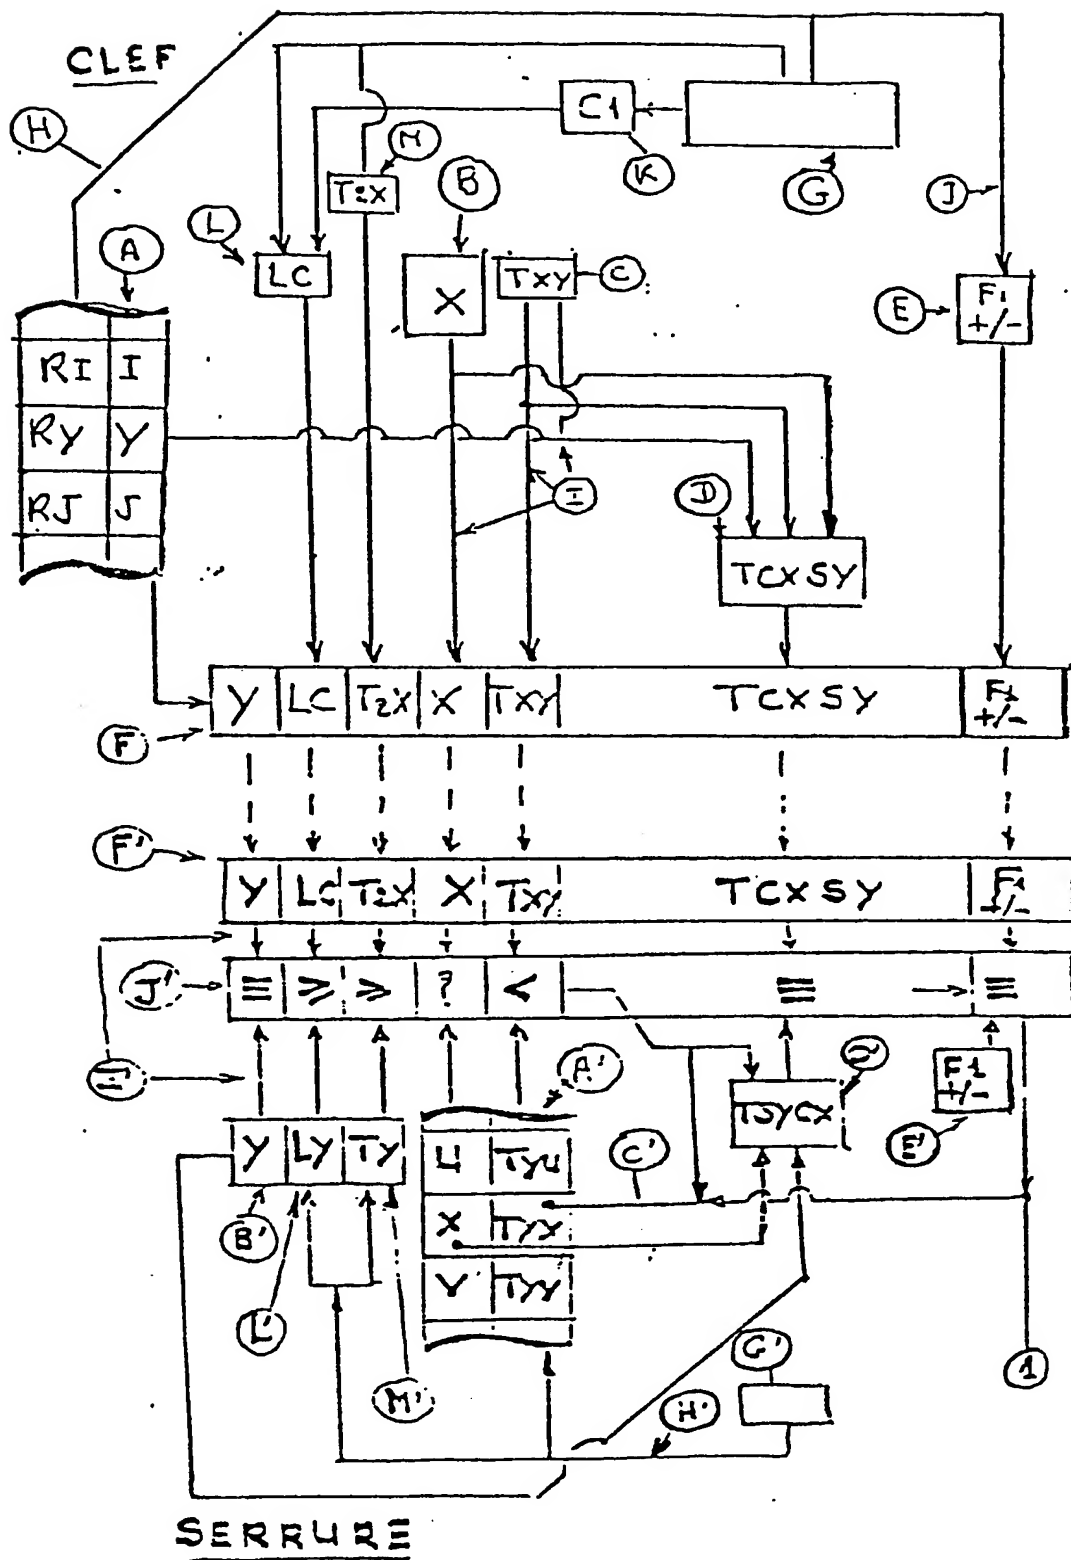 CLEF
H
C1
K
G
M
T2X
B
J
L
LC
A
X
TXY
C
E
F1
+/-
RI I
RY Y
RJ J
I
D
TCXSY
Y LC T2X X TXY TCXSY F1
+/-
F
F'
Y LC T2X X TXY TCXSY F1
+/-
J'
≡ ≥ ≥ ? < ≡ ≡
I'
A'
TSYCX
F1
+/-
E'
Y LY TY
U TYU
C'
X TYX
B'
V TYV
L'
G'
1
M'
H'
SERRURE